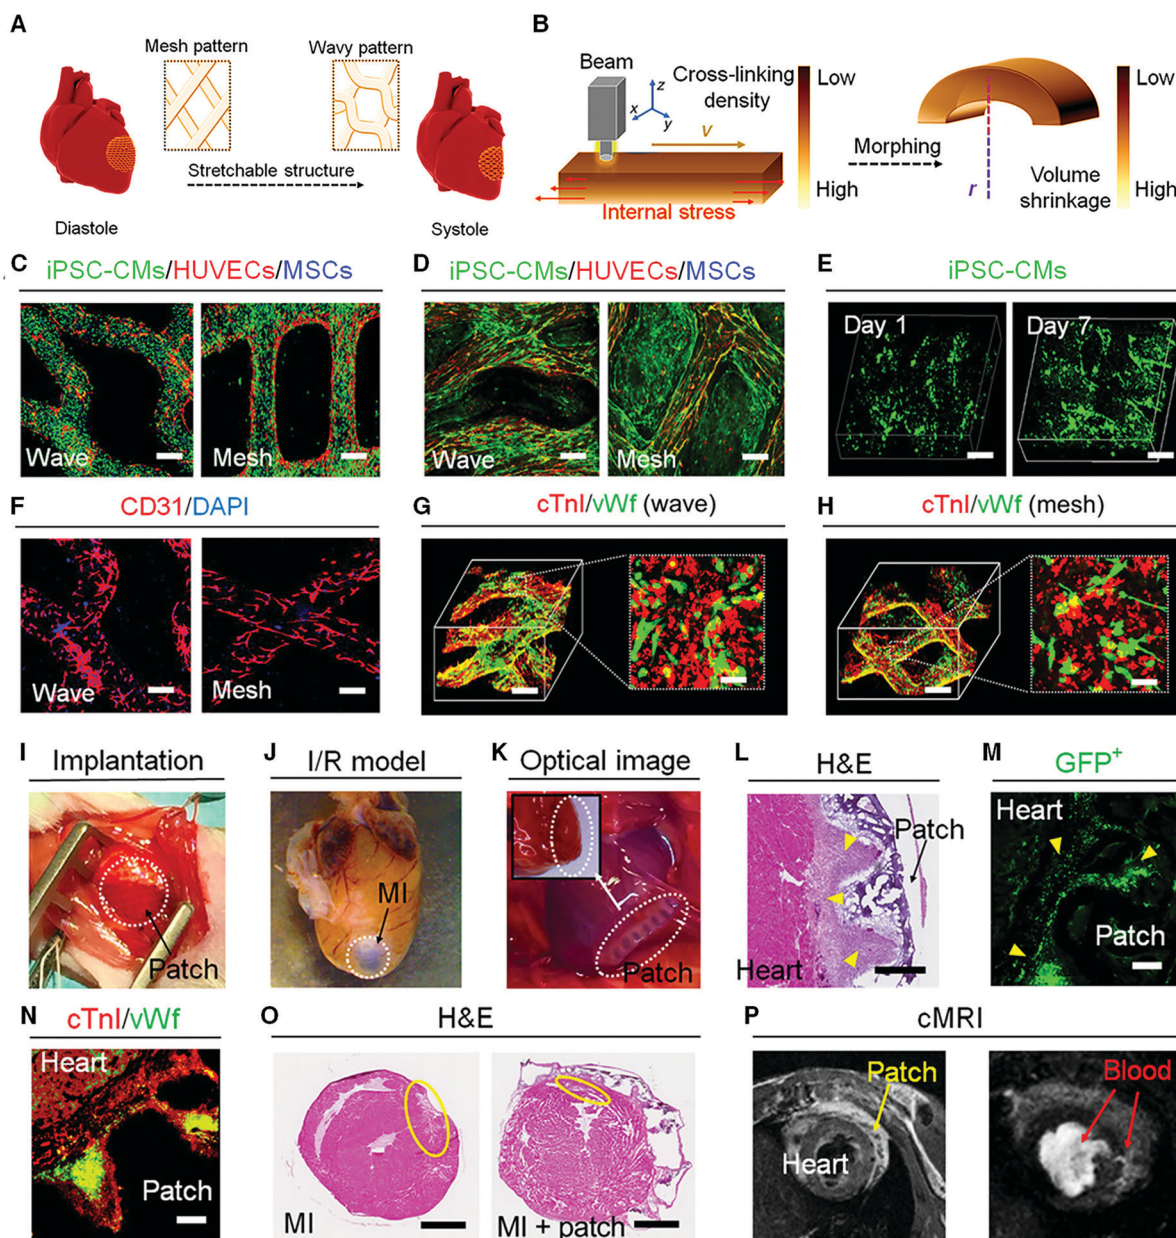 A
Mesh pattern
Wavy pattern
Stretchable structure
Diastole
Systole
B
Beam
z
x
y
Cross-linking
density
V
Internal stress
Low
High
Morphing
r
Volume
shrinkage
Low
High
C
iPSC-CMs/HUVECs/MSCs
Wave
Mesh
D
iPSC-CMs/HUVECs/MSCs
Wave
Mesh
E
iPSC-CMs
Day 1
Day 7
F
CD31/DAPI
Wave
Mesh
G
cTnI/vWf (wave)
H
cTnI/vWf (mesh)
I
Implantation
Patch
J
I/R model
MI
K
Optical image
Patch
L
H&E
Patch
Heart
M
GFP+
Heart
Patch
N
cTnI/vWf
Heart
Patch
O
H&E
MI
MI + patch
P
cMRI
Patch
Heart
Blood